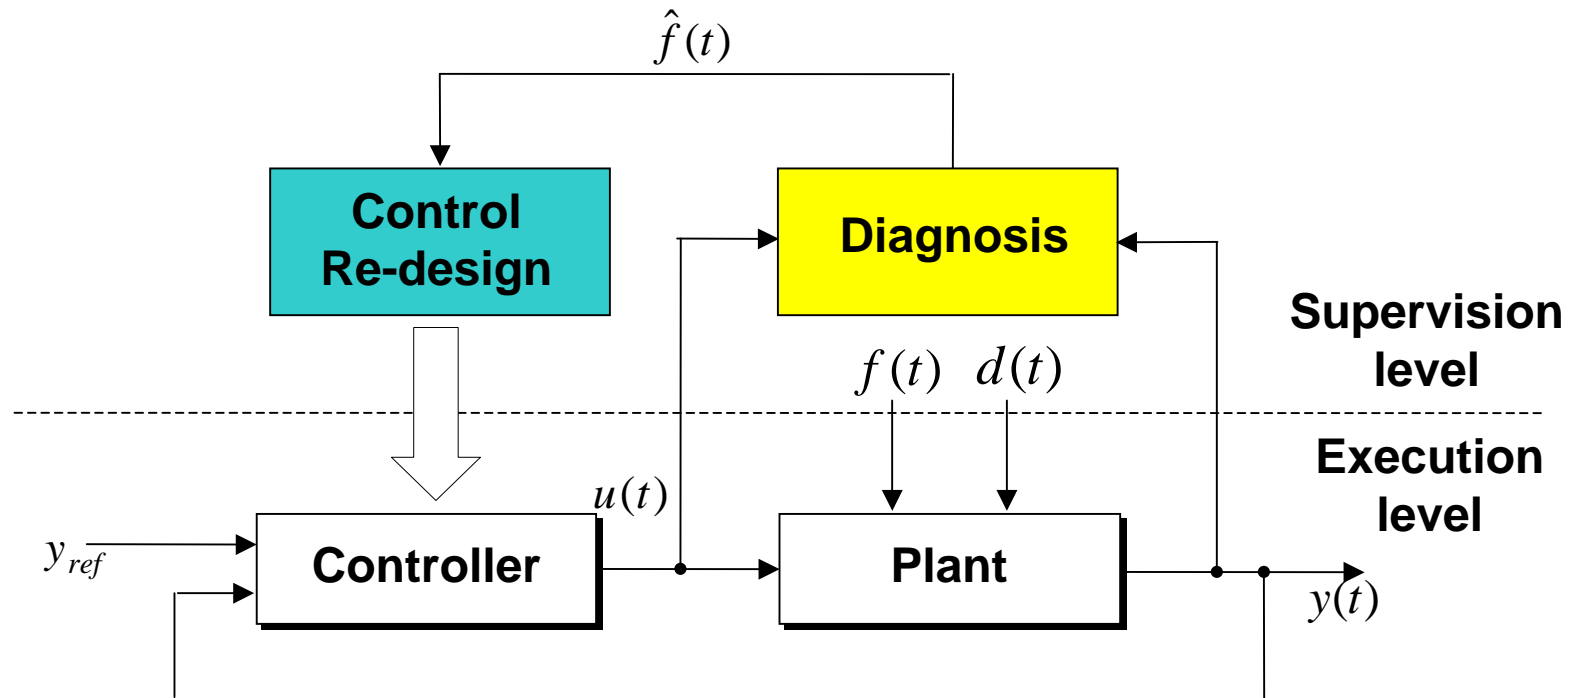 f̂(t)
Control
Re-design
Diagnosis
Supervision
level
f(t)
d(t)
Execution
level
u(t)
y_ref
Controller
Plant
y(t)